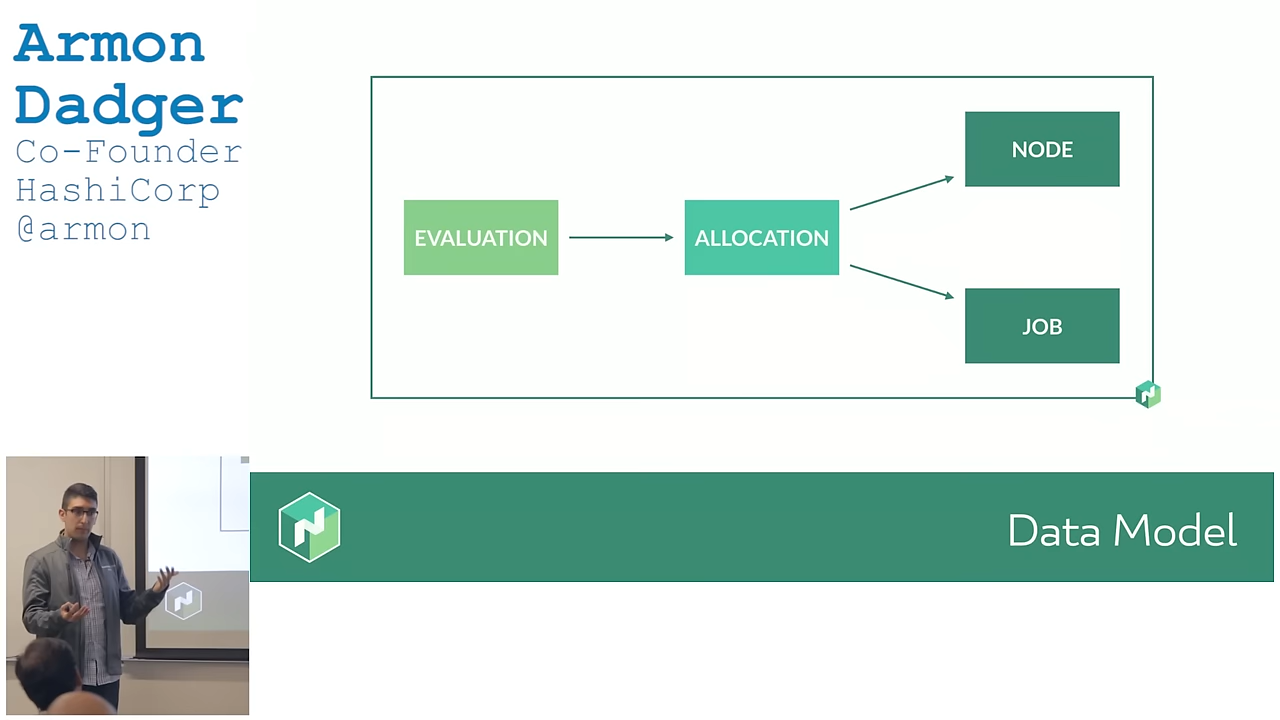 Armon
Dadger
Co-Founder
HashiCorp
@armon
NODE
EVALUATION
ALLOCATION
JOB
Data Model